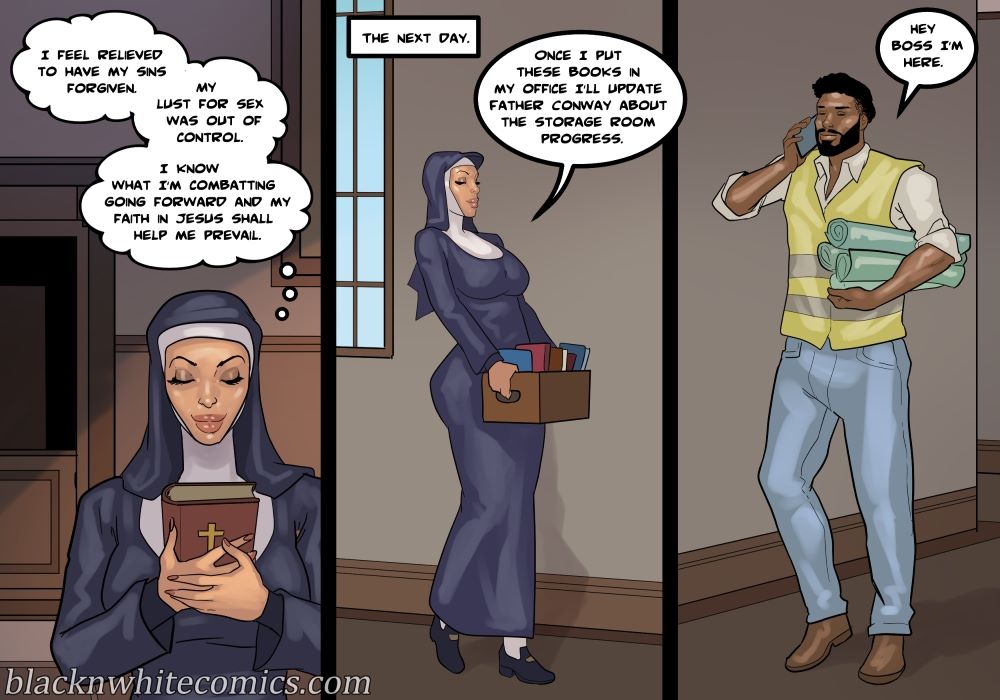 I FEEL RELIEVED
TO HAVE MY SINS
FORGIVEN.
MY
LUST FOR SEX
WAS OUT OF
CONTROL.
I KNOW
WHAT I'M COMBATTING
GOING FORWARD AND MY
FAITH IN JESUS SHALL
HELP ME PREVAIL.
THE NEXT DAY.
ONCE I PUT
THESE BOOKS IN
MY OFFICE I'LL UPDATE
FATHER CONWAY ABOUT
THE STORAGE ROOM
PROGRESS.
HEY
BOSS I'M
HERE.
blacknwhitecomics.com